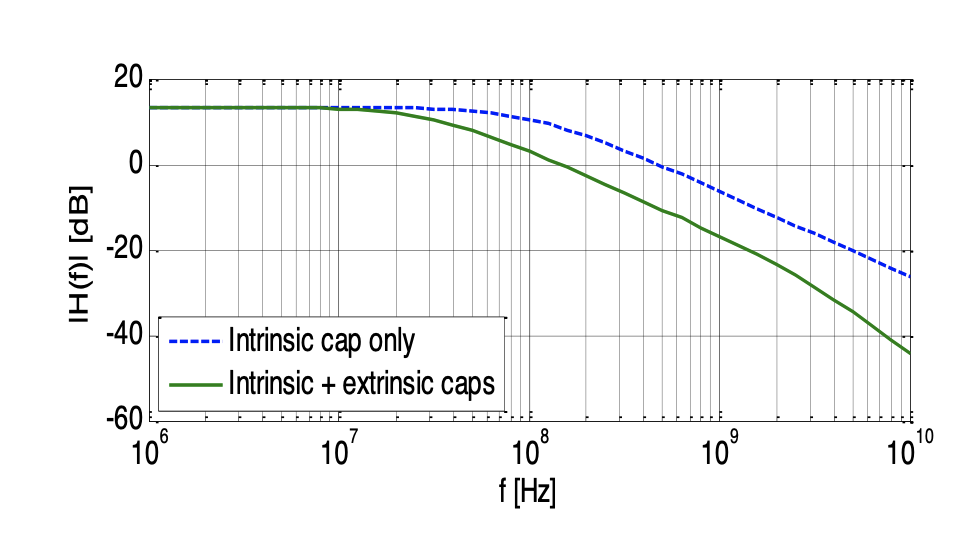 20
0
-20
-40
-60
|H(f)| [dB]
Intrinsic cap only
Intrinsic + extrinsic caps
10^6 10^7 10^8 10^9 10^10
f [Hz]